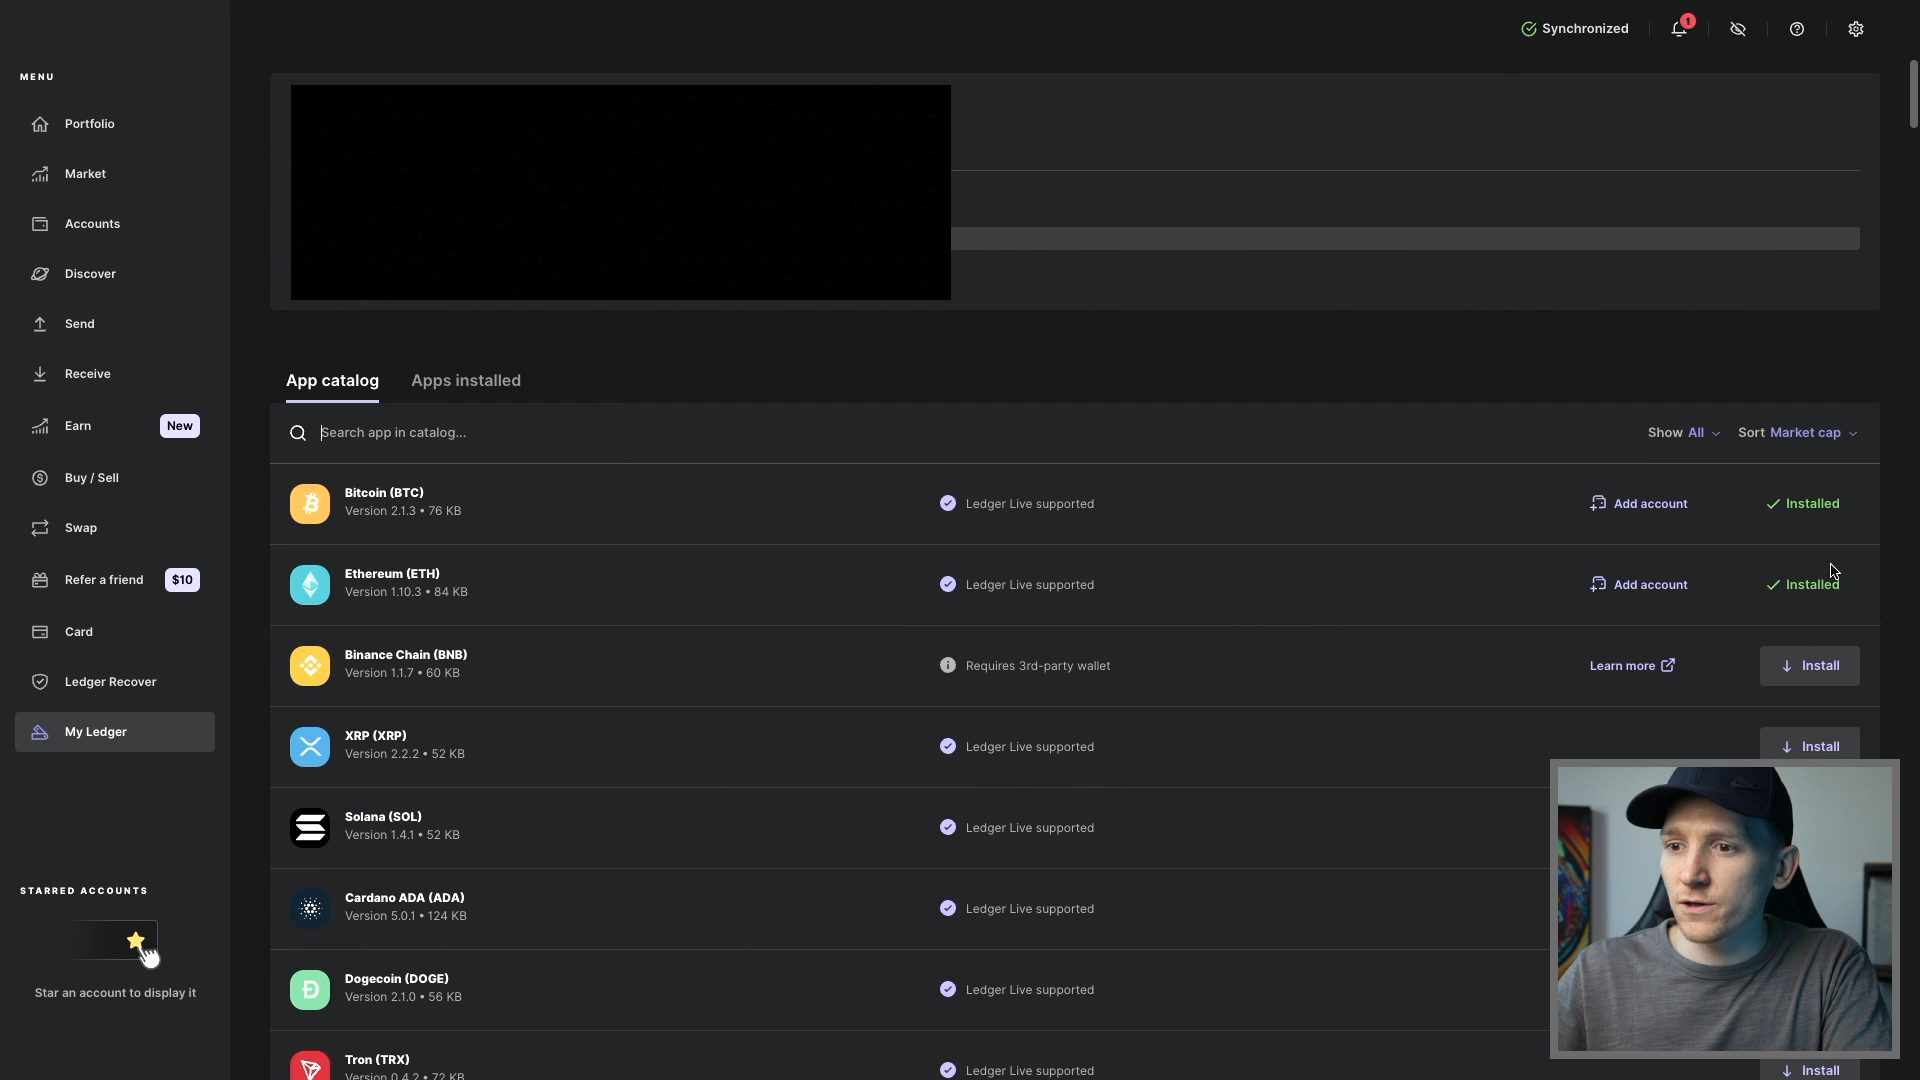 Synchronized
1
MENU
Portfolio
Market
Accounts
Discover
Send
Receive
Earn New
Buy / Sell
Swap
Refer a friend $10
Card
Ledger Recover
My Ledger
STARRED ACCOUNTS
Star an account to display it
App catalog Apps installed
Search app in catalog... Show All Sort Market cap
Bitcoin (BTC)
Version 2.1.3 • 76 KB
Ledger Live supported Add account Installed
Ethereum (ETH)
Version 1.10.3 • 84 KB
Ledger Live supported Add account Installed
Binance Chain (BNB)
Version 1.1.7 • 60 KB
Requires 3rd-party wallet Learn more Install
XRP (XRP)
Version 2.2.2 • 52 KB
Ledger Live supported Install
Solana (SOL)
Version 1.4.1 • 52 KB
Ledger Live supported
Cardano ADA (ADA)
Version 5.0.1 • 124 KB
Ledger Live supported
Dogecoin (DOGE)
Version 2.1.0 • 56 KB
Ledger Live supported
Tron (TRX)
Version 0.4.2 • 72 KB
Ledger Live supported Install